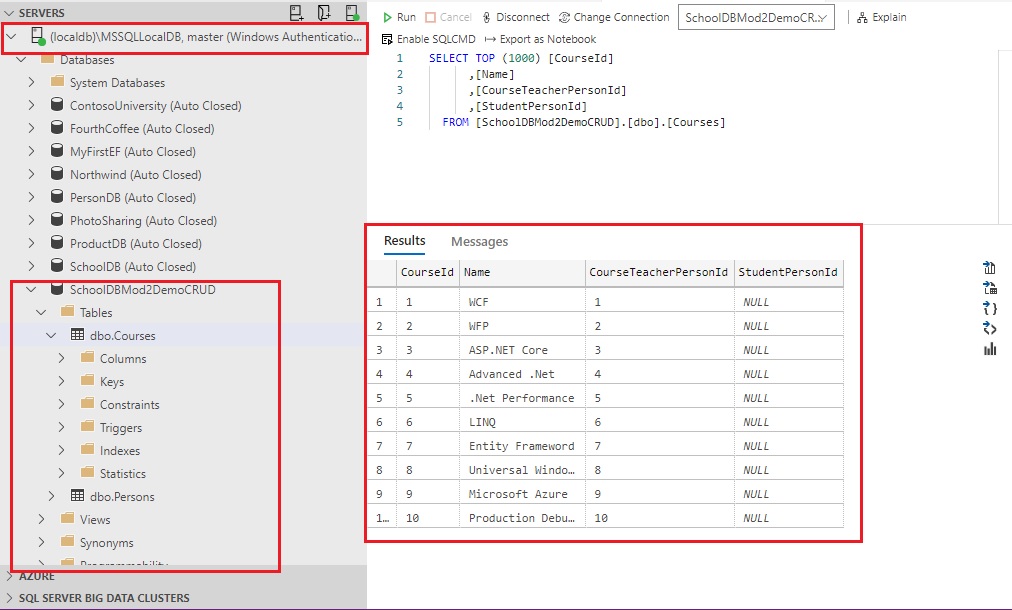 SERVERS
(localdb)\MSSQLLocalDB, master (Windows Authenticatio...
Databases
System Databases
ContosoUniversity (Auto Closed)
FourthCoffee (Auto Closed)
MyFirstEF (Auto Closed)
Northwind (Auto Closed)
PersonDB (Auto Closed)
PhotoSharing (Auto Closed)
ProductDB (Auto Closed)
SchoolDB (Auto Closed)
SchoolDBMod2DemoCRUD
Tables
dbo.Courses
Columns
Keys
Constraints
Triggers
Indexes
Statistics
dbo.Persons
Views
Synonyms
Programmability
AZURE
SQL SERVER BIG DATA CLUSTERS
Run Cancel Disconnect Change Connection SchoolDBMod2DemoCR... Explain
Enable SQLCMD Export as Notebook
1 SELECT TOP (1000) [CourseId]
2 ,[Name]
3 ,[CourseTeacherPersonId]
4 ,[StudentPersonId]
5 FROM [SchoolDBMod2DemoCRUD].[dbo].[Courses]
Results Messages
CourseId Name CourseTeacherPersonId StudentPersonId
1 1 WCF 1 NULL
2 2 WFP 2 NULL
3 3 ASP.NET Core 3 NULL
4 4 Advanced .Net 4 NULL
5 5 .Net Performance 5 NULL
6 6 LINQ 6 NULL
7 7 Entity Frameword 7 NULL
8 8 Universal Windo... 8 NULL
9 9 Microsoft Azure 9 NULL
1... 10 Production Debu... 10 NULL